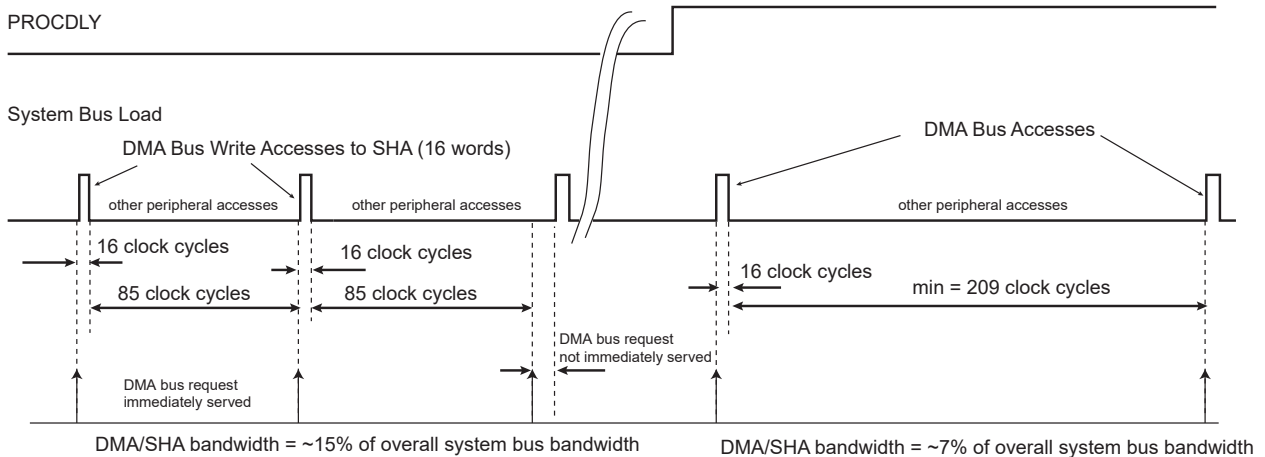 PROCDLY
System Bus Load
DMA Bus Write Accesses to SHA (16 words)
DMA Bus Accesses
other peripheral accesses
other peripheral accesses
other peripheral accesses
16 clock cycles
16 clock cycles
16 clock cycles
85 clock cycles
85 clock cycles
min = 209 clock cycles
DMA bus request
not immediately served
DMA bus request
immediately served
DMA/SHA bandwidth = ~15% of overall system bus bandwidth
DMA/SHA bandwidth = ~7% of overall system bus bandwidth